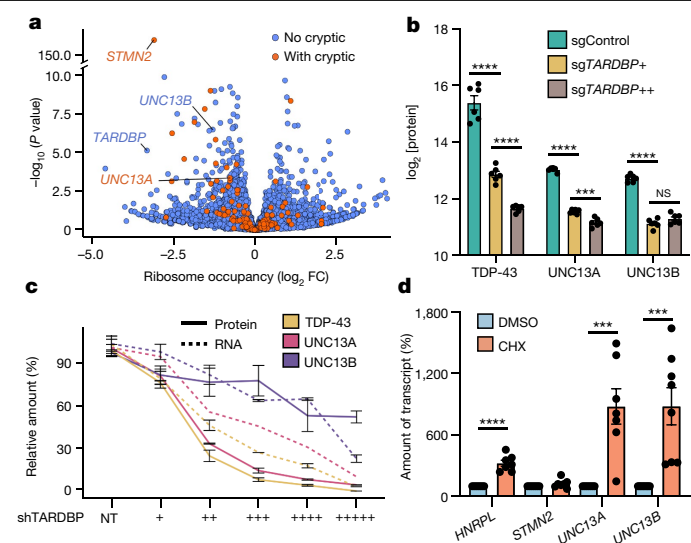 a
−log₁₀ (P value)
150.0
10.0
7.5
5.0
2.5
0
STMN2
UNC13B
TARDBP
UNC13A
No cryptic
With cryptic
−5.0 −2.5 0 2.5
Ribosome occupancy (log₂ FC)
b
log₂ [protein]
18
16
14
12
10
sgControl
sgTARDBP+
sgTARDBP++
****
****
****
***
****
NS
TDP-43 UNC13A UNC13B
c
Relative amount (%)
90
60
30
0
Protein
RNA
TDP-43
UNC13A
UNC13B
shTARDBP NT + ++ +++ ++++ +++++
d
Amount of transcript (%)
1,800
1,200
600
0
DMSO
CHX
****
***
***
HNRPL STMN2 UNC13A UNC13B